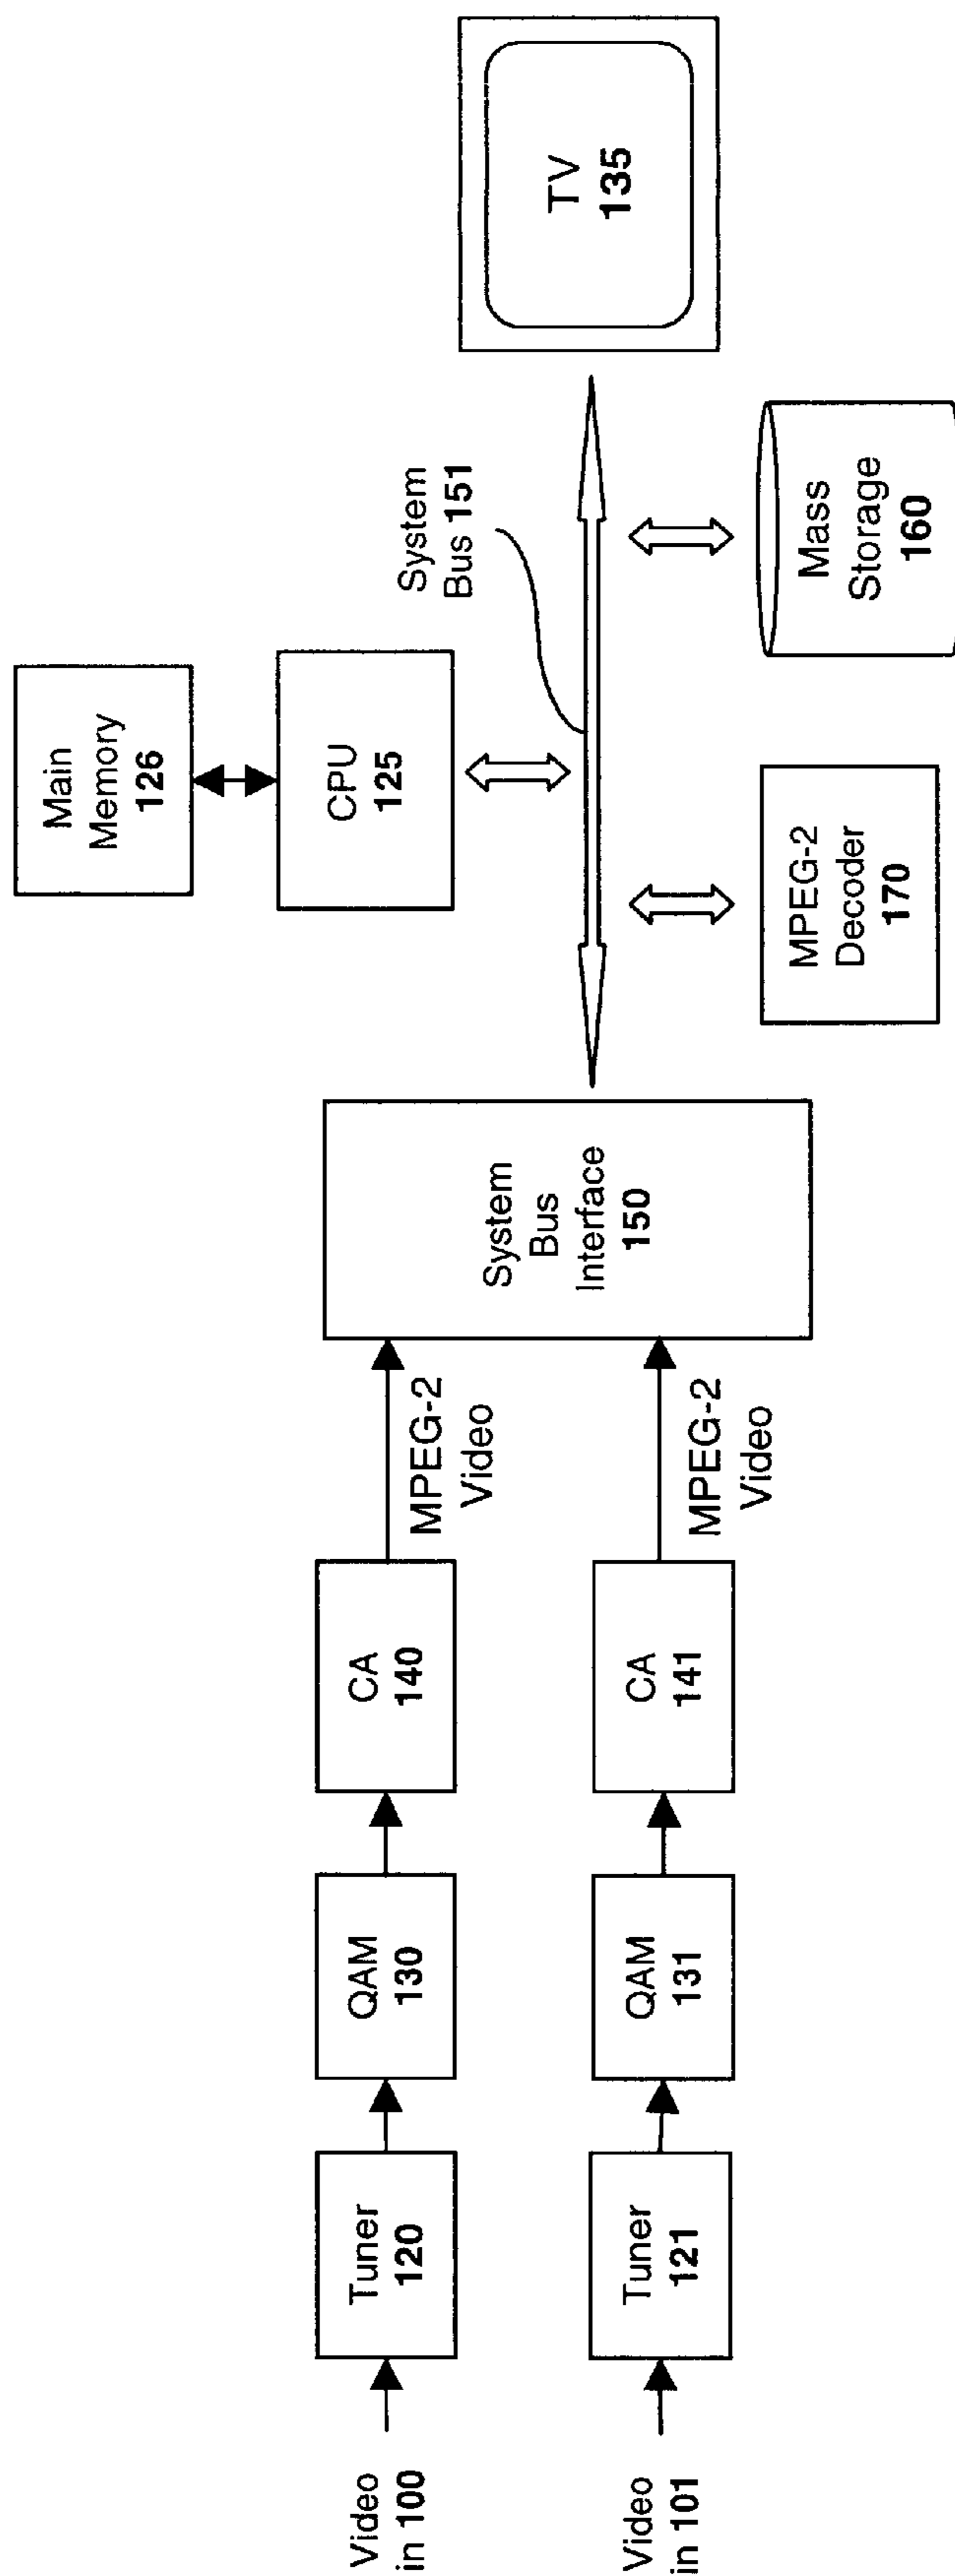 Video
in 100
Tuner
120
QAM
130
CA
140
MPEG-2
Video
Video
in 101
Tuner
121
QAM
131
CA
141
MPEG-2
Video
System
Bus
Interface
150
Main
Memory
126
CPU
125
System
Bus 151
MPEG-2
Decoder
170
Mass
Storage
160
TV
135